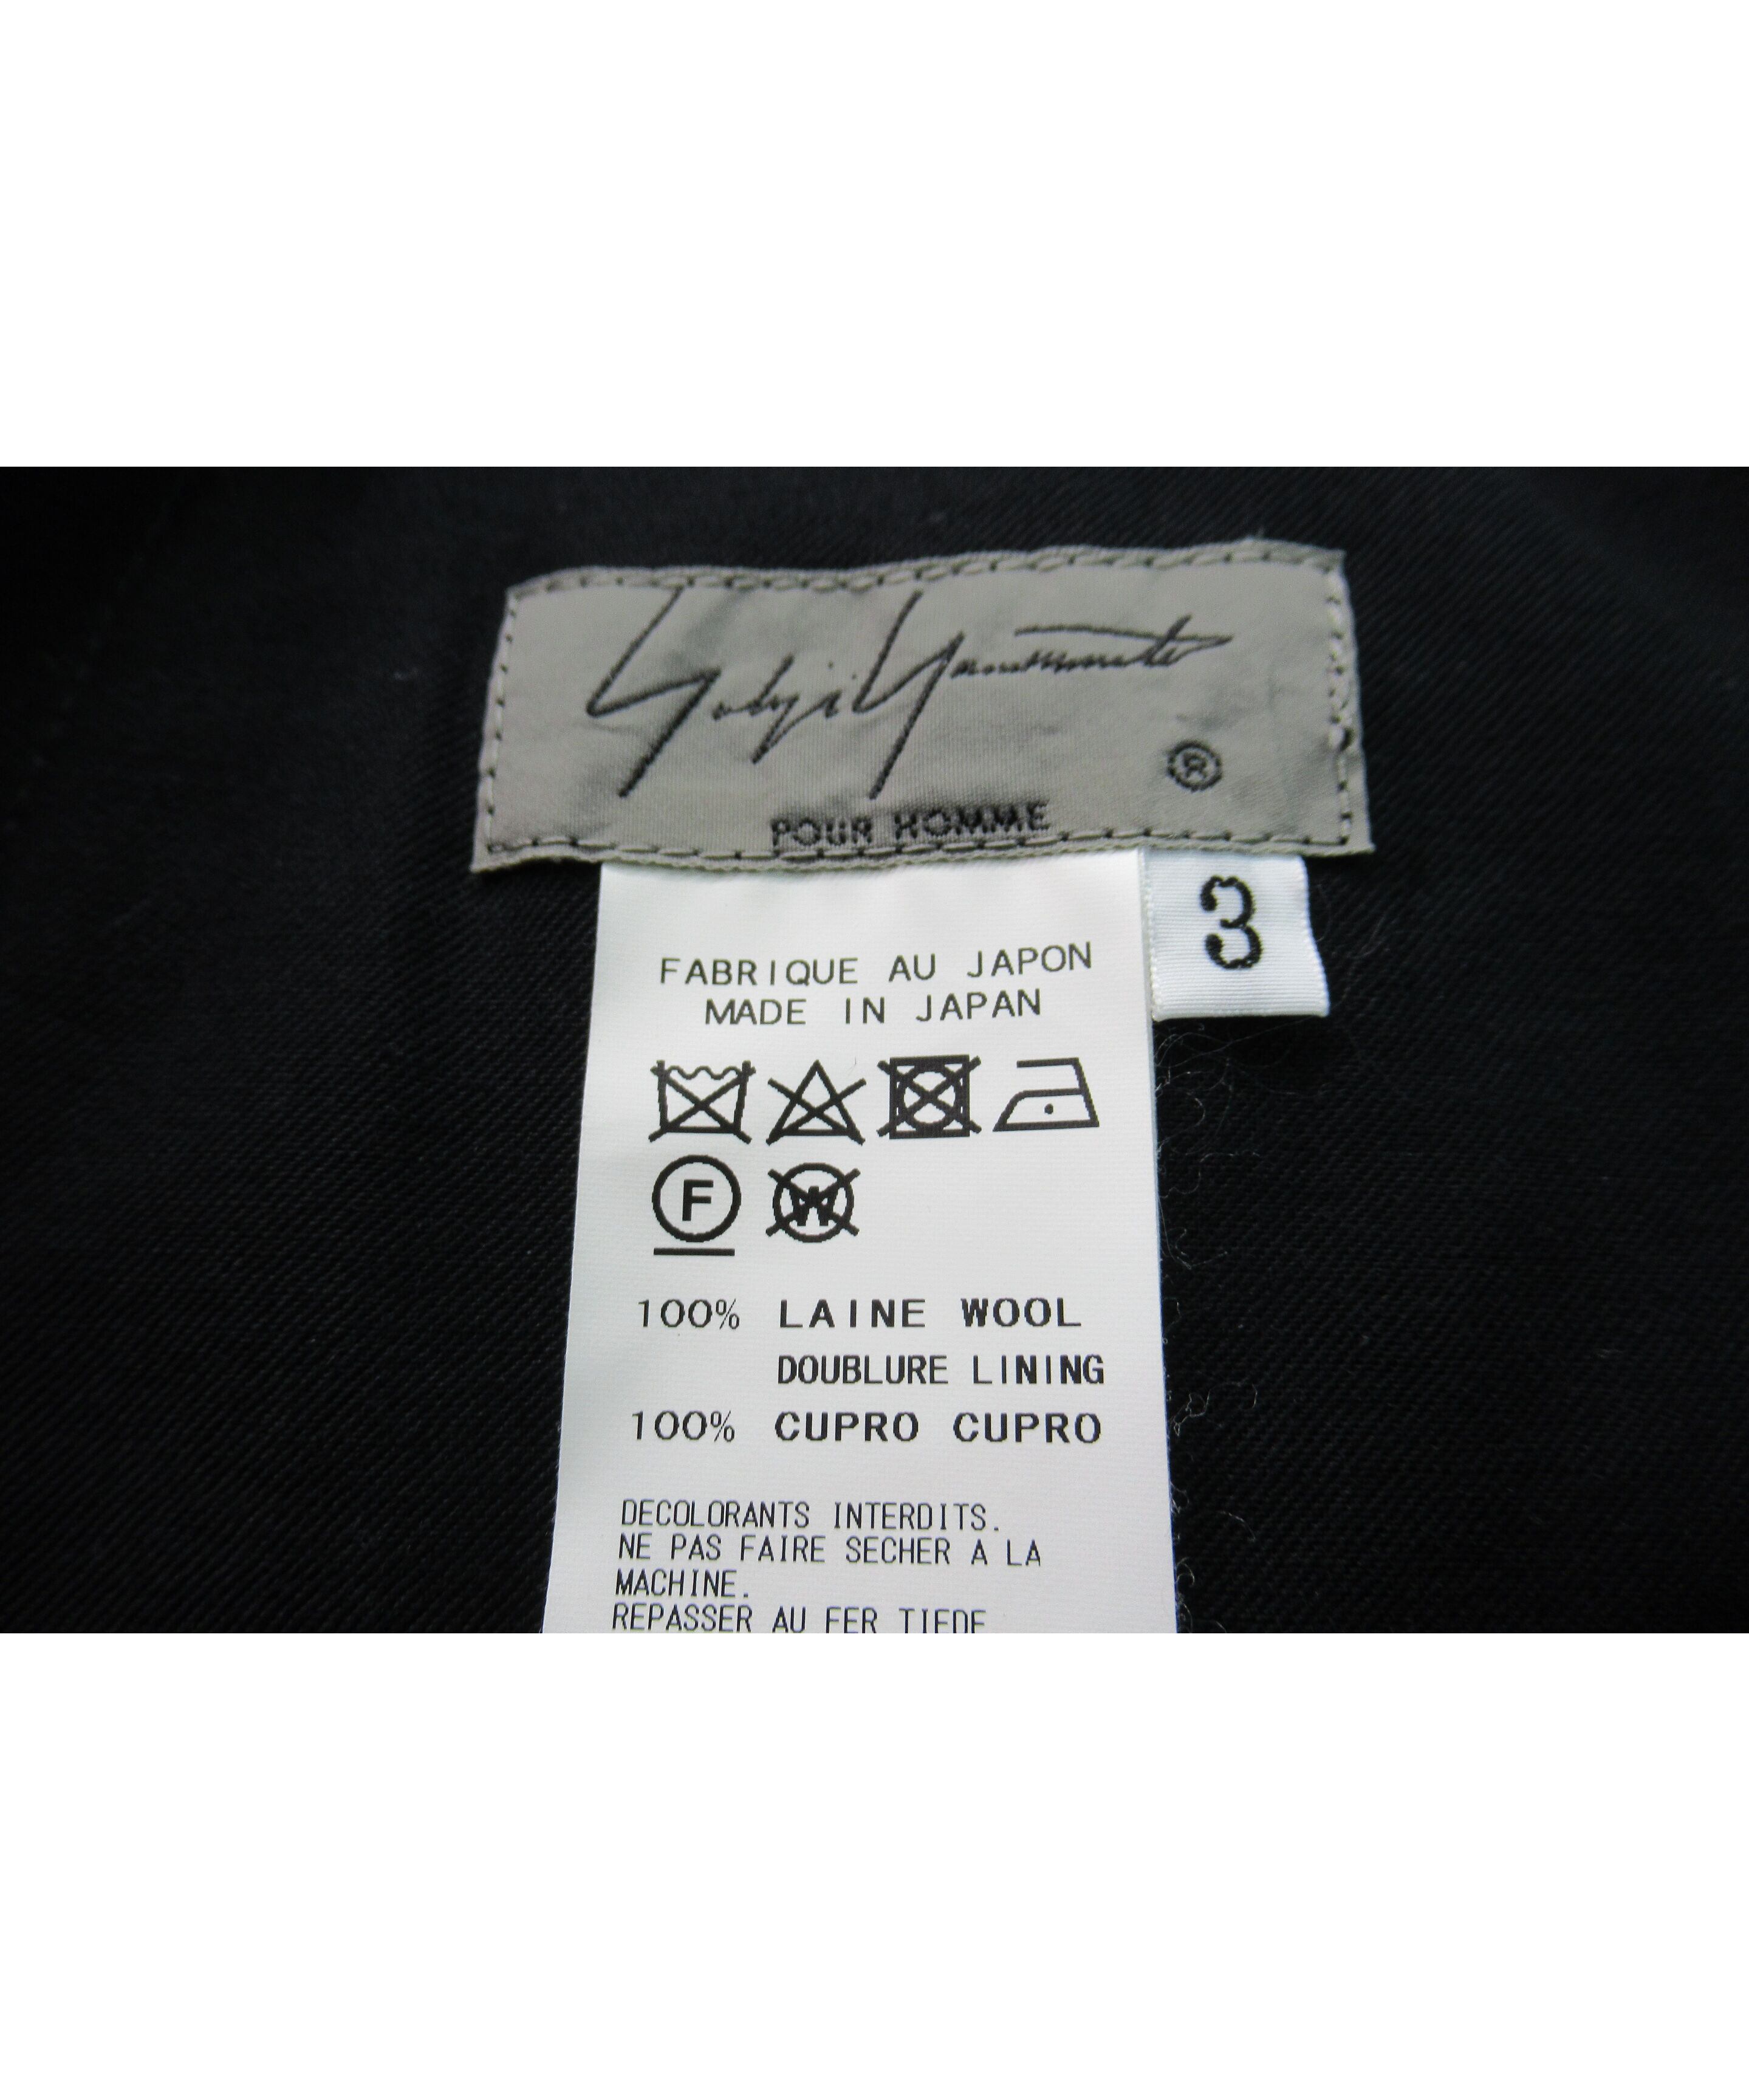 Yohji Yamamoto
®
POUR HOMME
3
FABRIQUE AU JAPON
MADE IN JAPAN
F W
100% LAINE WOOL
DOUBLURE LINING
100% CUPRO CUPRO
DECOLORANTS INTERDITS.
NE PAS FAIRE SECHER A LA
MACHINE.
REPASSER AU FER TIEDE